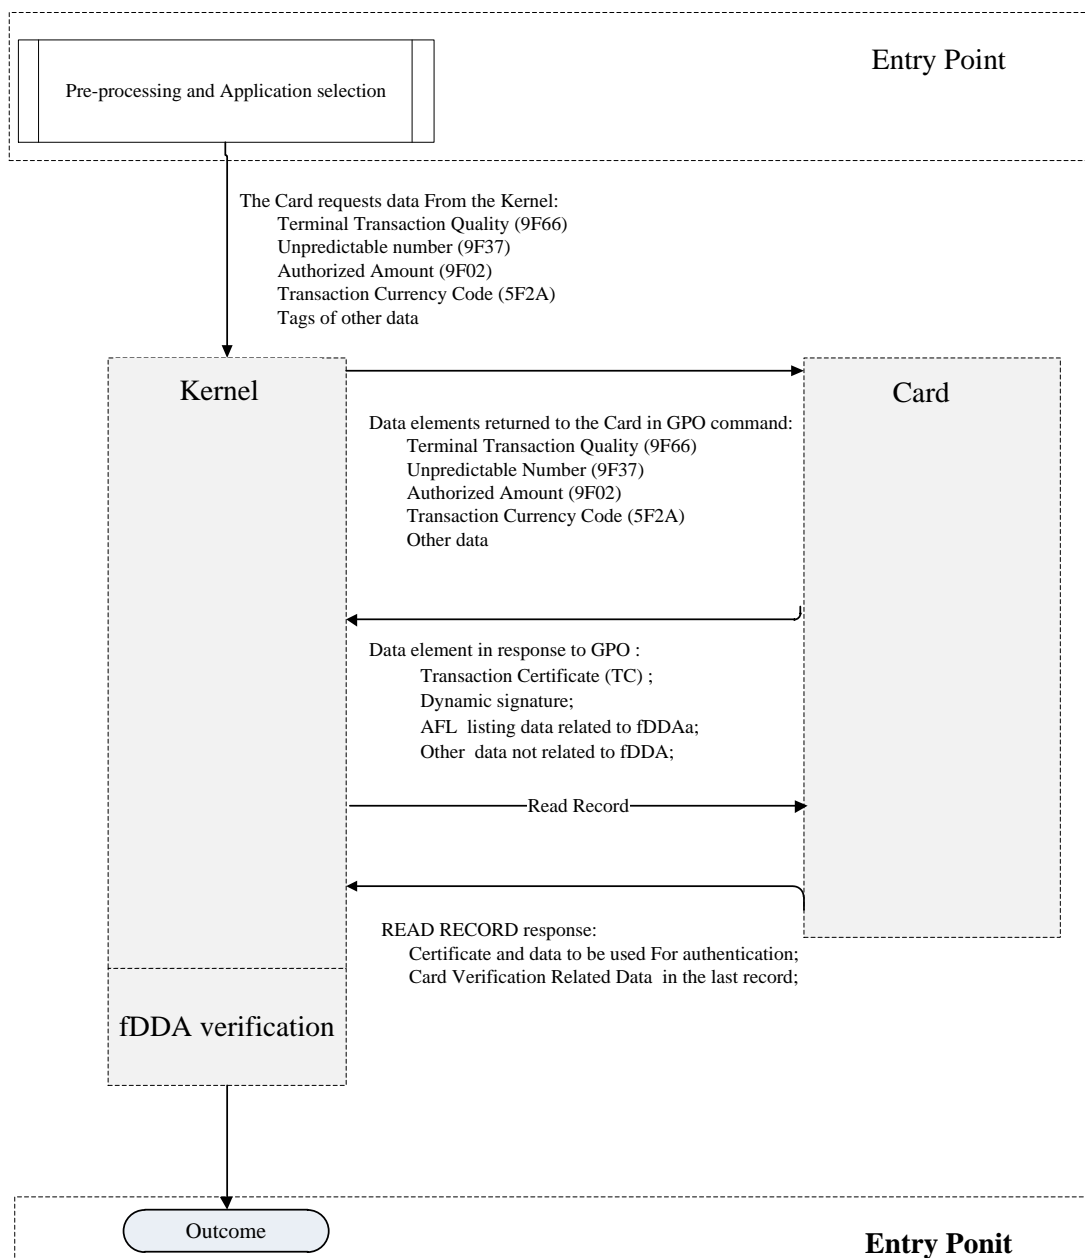 Entry Point
Pre-processing and Application selection
The Card requests data From the Kernel:
Terminal Transaction Quality (9F66)
Unpredictable number (9F37)
Authorized Amount (9F02)
Transaction Currency Code (5F2A)
Tags of other data
Kernel
Card
Data elements returned to the Card in GPO command:
Terminal Transaction Quality (9F66)
Unpredictable Number (9F37)
Authorized Amount (9F02)
Transaction Currency Code (5F2A)
Other data
Data element in response to GPO :
Transaction Certificate (TC) ;
Dynamic signature;
AFL  listing data related to fDDAa;
Other  data not related to fDDA;
Read Record
READ RECORD response:
Certificate and data to be used For authentication;
Card Verification Related Data  in the last record;
fDDA verification
Outcome
Entry Ponit